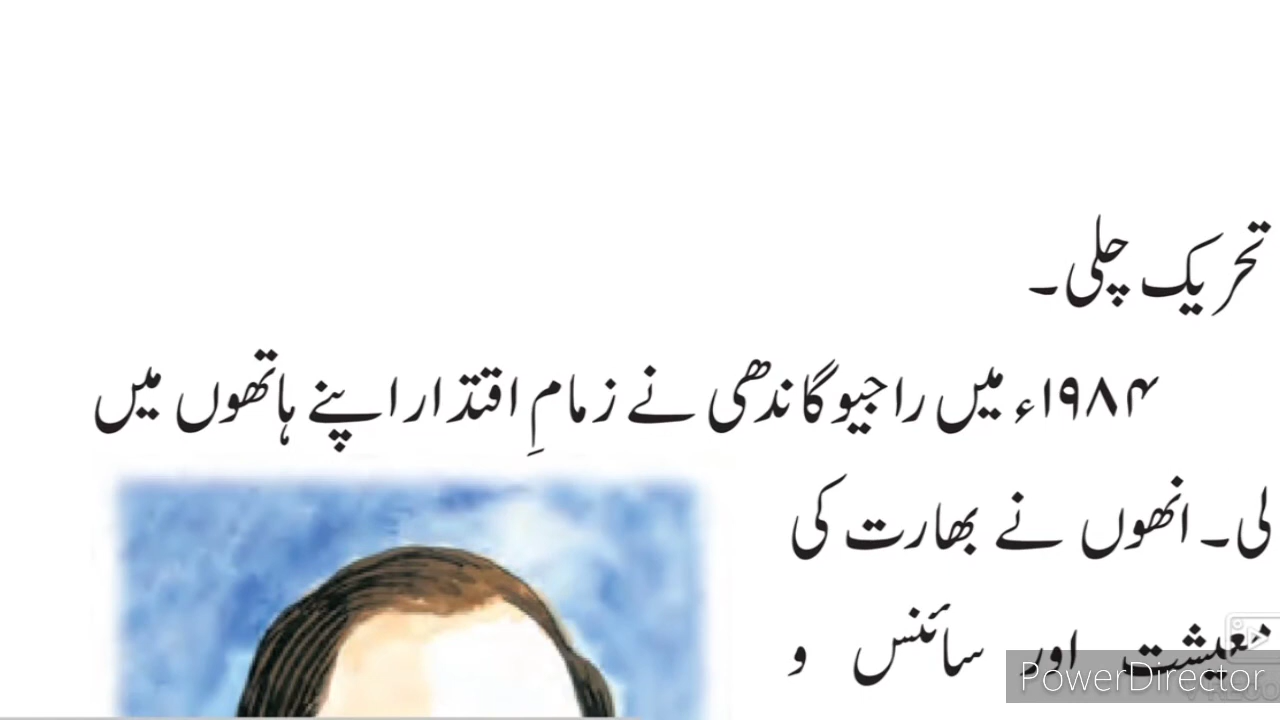 تحریک چلی۔
۱۹۸۴ء میں راجیو گاندھی نے زمامِ اقتدار اپنے ہاتھوں میں
لی۔ انھوں نے بھارت کی
معیشت اور سائنس و
PowerDirector